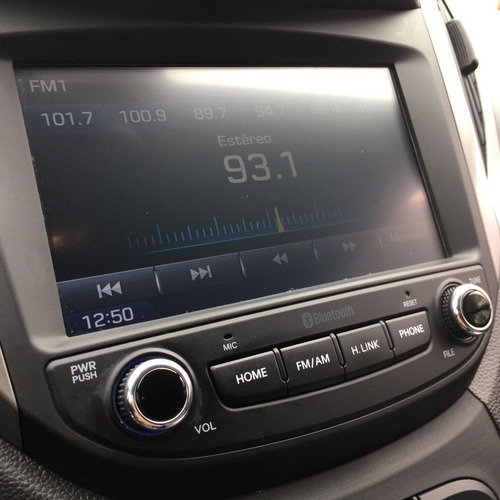 FM1
101.7 100.9 89.7 94.7
Estéreo
93.1
12:50
Bluetooth
RESET
TUNE
MIC
PWR
PUSH
HOME
FM/AM
H.LINK
PHONE
FILE
VOL